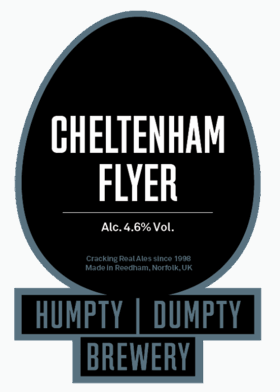 CHELTENHAM
FLYER
Alc. 4.6% Vol.
Cracking Real Ales since 1998
Made in Reedham, Norfolk, UK
HUMPTY | DUMPTY
BREWERY